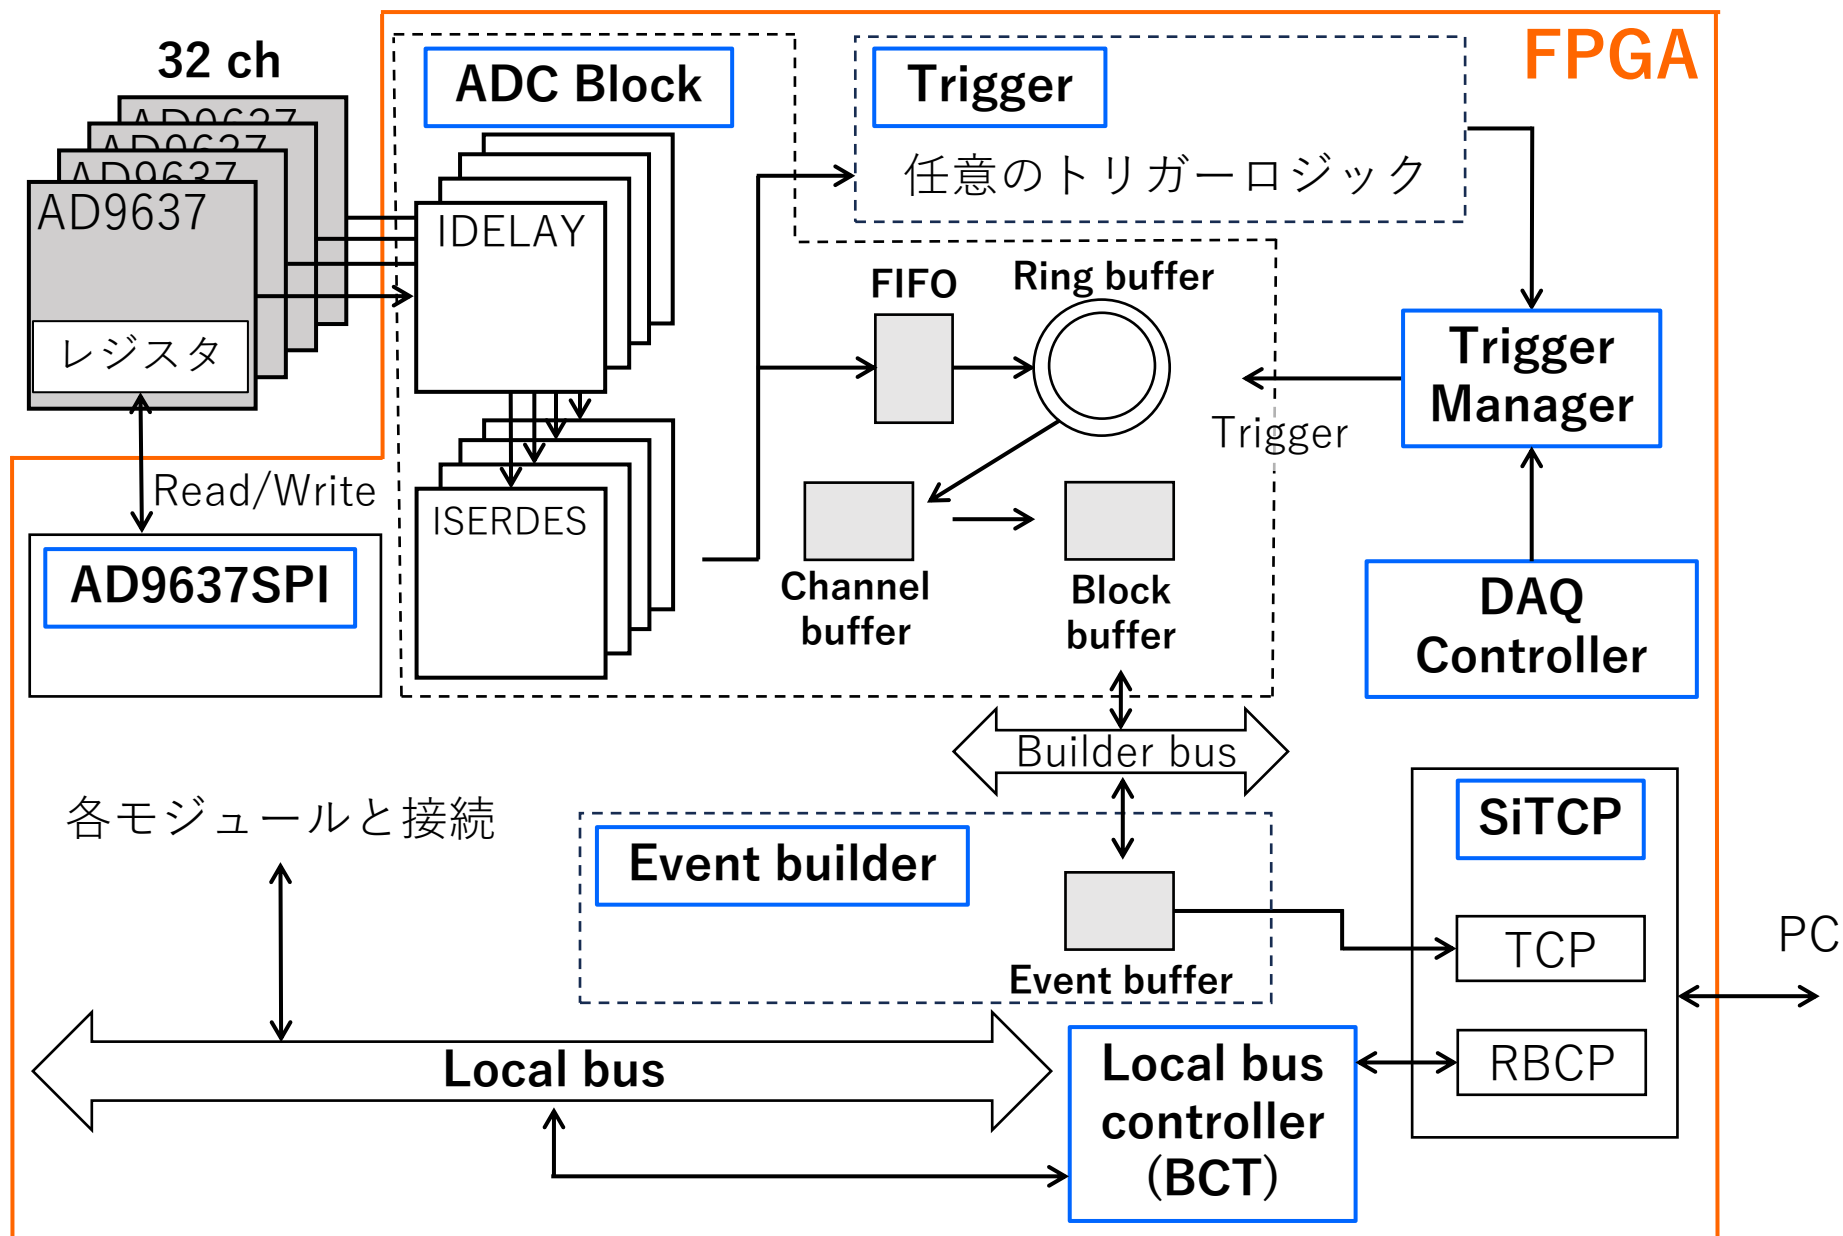 FPGA
32 ch
AD9637
AD9637
AD9637
AD9637
レジスタ
Read/Write
AD9637SPI
ADC Block
IDELAY
ISERDES
Trigger
任意のトリガーロジック
FIFO
Ring buffer
Channel
buffer
Block
buffer
Trigger
Trigger
Manager
DAQ
Controller
Builder bus
各モジュールと接続
Event builder
Event buffer
SiTCP
TCP
RBCP
PC
Local bus
Local bus
controller
(BCT)